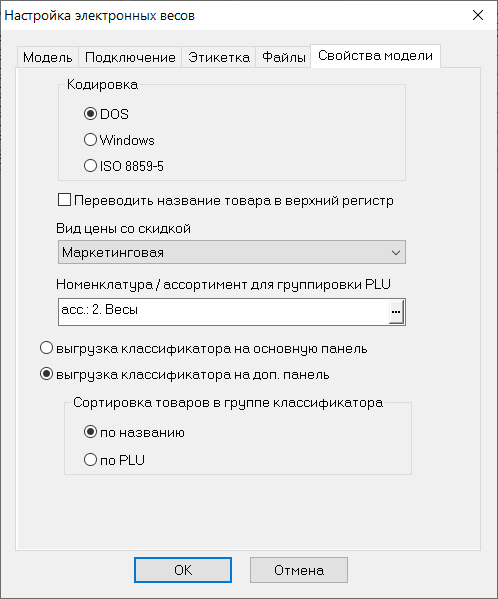 Настройка электронных весов
Модель Подключение Этикетка Файлы Свойства модели
Кодировка
DOS
Windows
ISO 8859-5
Переводить название товара в верхний регистр
Вид цены со скидкой
Маркетинговая
Номенклатура / ассортимент для группировки PLU
асс.: 2. Весы
...
выгрузка классификатора на основную панель
выгрузка классификатора на доп. панель
Сортировка товаров в группе классификатора
по названию
по PLU
ОК Отмена